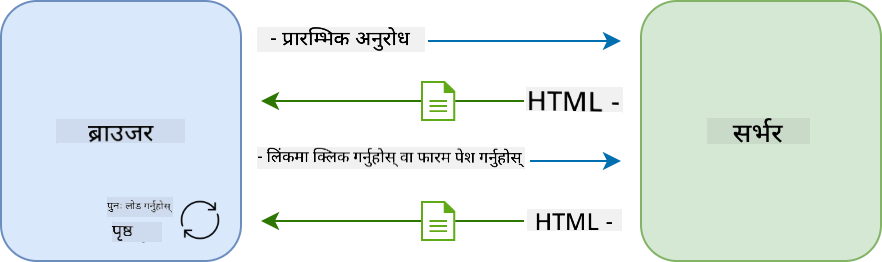 - प्रारम्भिक अनुरोध
HTML -
ब्राउजर
सर्भर
- लिंकमा क्लिक गर्नुहोस् वा फारम पेश गर्नुहोस्
पुनः लोड गर्नुहोस्
पृष्ठ
HTML -